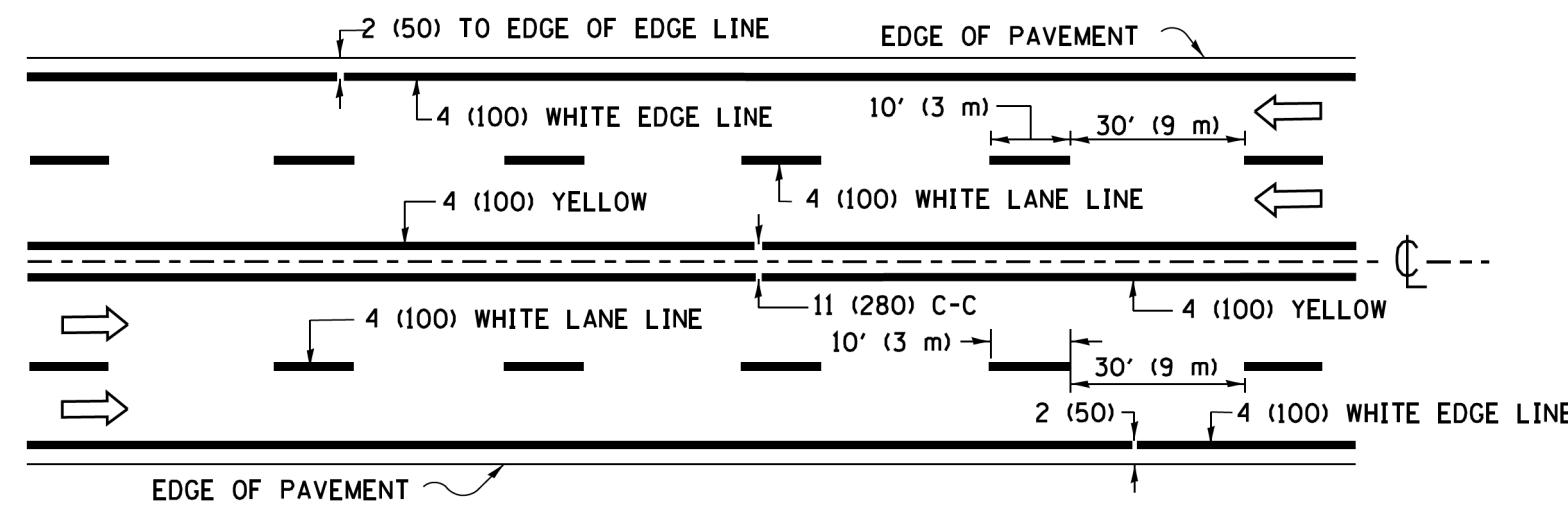 2 (50) TO EDGE OF EDGE LINE
EDGE OF PAVEMENT
4 (100) WHITE EDGE LINE
10' (3 m)
30' (9 m)
4 (100) YELLOW
4 (100) WHITE LANE LINE
℄
11 (280) C-C
4 (100) YELLOW
4 (100) WHITE LANE LINE
10' (3 m)
30' (9 m)
2 (50)
4 (100) WHITE EDGE LINE
EDGE OF PAVEMENT